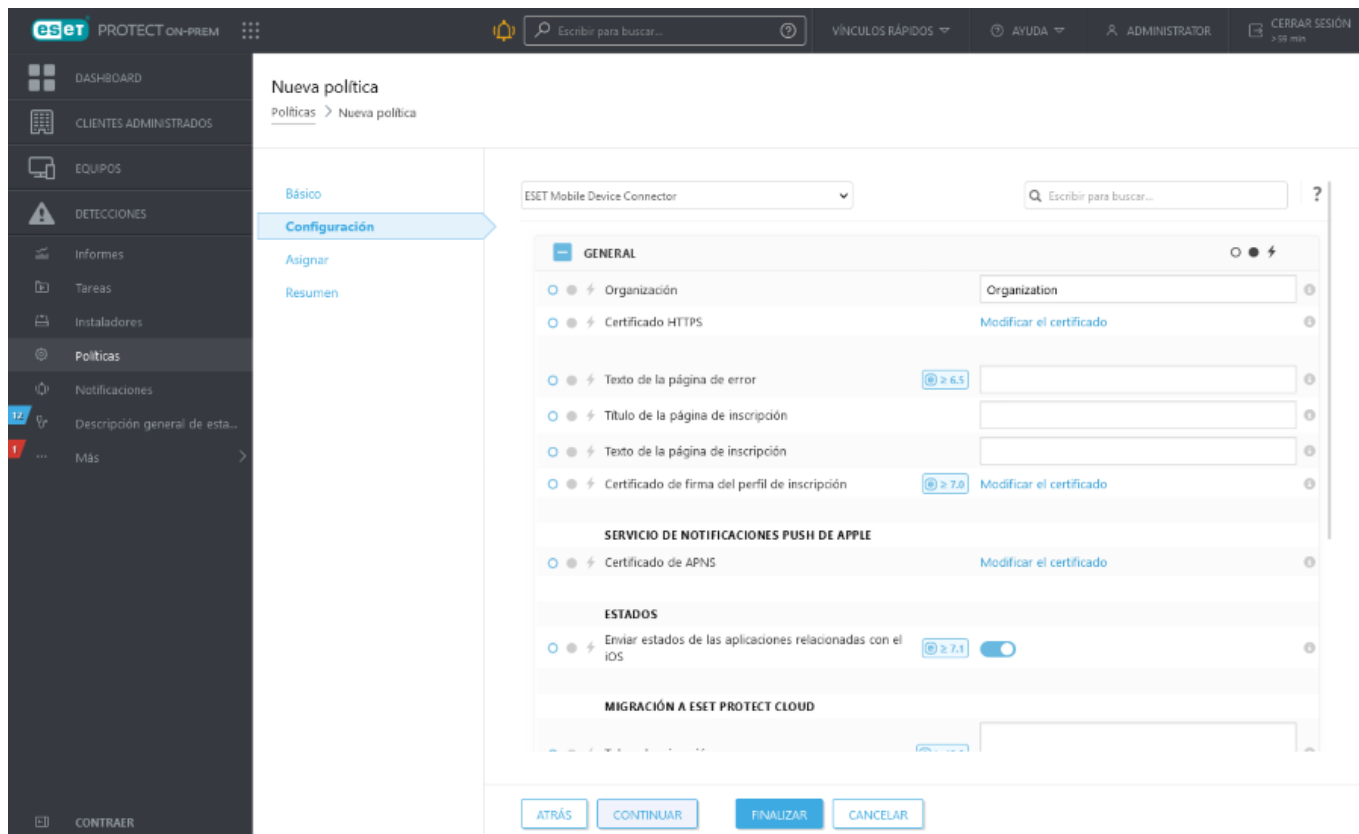 eset PROTECT ON-PREM
Escribir para buscar...
VÍNCULOS RÁPIDOS
AYUDA
ADMINISTRATOR
CERRAR SESIÓN
> 59 min
DASHBOARD
CLIENTES ADMINISTRADOS
EQUIPOS
DETECCIONES
Informes
Tareas
Instaladores
Políticas
Notificaciones
12
Descripción general de esta...
1
Más
CONTRAER
Nueva política
Políticas > Nueva política
Básico
Configuración
Asignar
Resumen
ESET Mobile Device Connector
Escribir para buscar...
?
GENERAL
Organización
Organization
Certificado HTTPS
Modificar el certificado
Texto de la página de error
≥ 6.5
Título de la página de inscripción
Texto de la página de inscripción
Certificado de firma del perfil de inscripción
≥ 7.0
Modificar el certificado
SERVICIO DE NOTIFICACIONES PUSH DE APPLE
Certificado de APNS
Modificar el certificado
ESTADOS
Enviar estados de las aplicaciones relacionadas con el
iOS
≥ 7.1
MIGRACIÓN A ESET PROTECT CLOUD
ATRÁS
CONTINUAR
FINALIZAR
CANCELAR